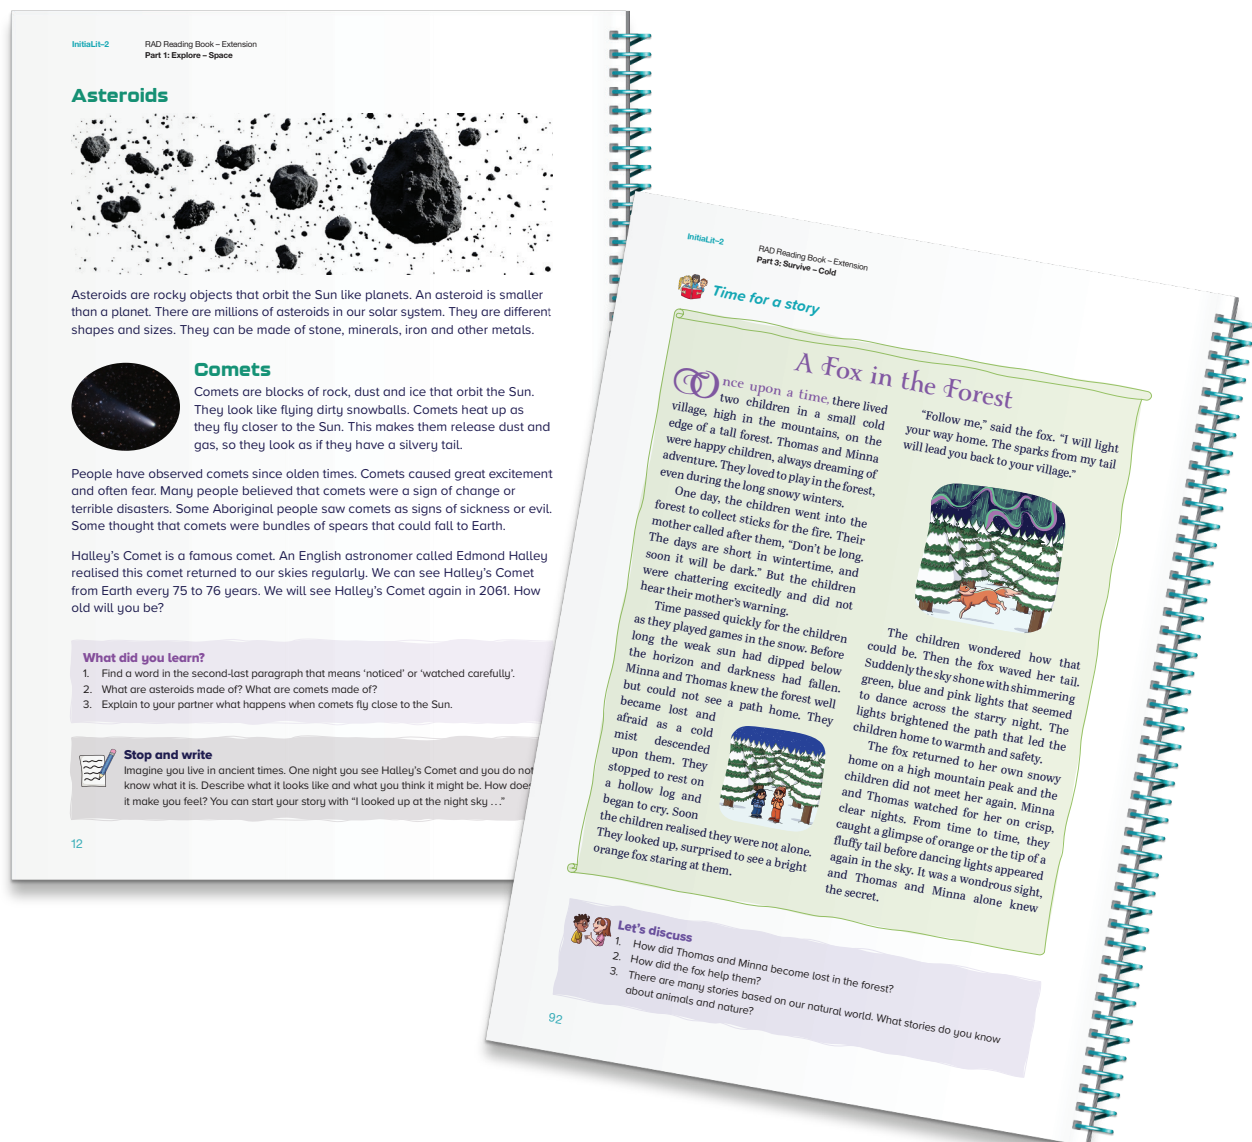 InitiaLit–2
RAD Reading Book – Extension
Part 1: Explore – Space
Asteroids
Asteroids are rocky objects that orbit the Sun like planets. An asteroid is smaller
than a planet. There are millions of asteroids in our solar system. They are different
shapes and sizes. They can be made of stone, minerals, iron and other metals.
Comets
Comets are blocks of rock, dust and ice that orbit the Sun.
They look like flying dirty snowballs. Comets heat up as
they fly closer to the Sun. This makes them release dust and
gas, so they look as if they have a silvery tail.
People have observed comets since olden times. Comets caused great excitement
and often fear. Many people believed that comets were a sign of change or
terrible disasters. Some Aboriginal people saw comets as signs of sickness or evil.
Some thought that comets were bundles of spears that could fall to Earth.
Halley's Comet is a famous comet. An English astronomer called Edmond Halley
realised this comet returned to our skies regularly. We can see Halley's Comet
from Earth every 75 to 76 years. We will see Halley's Comet again in 2061. How
old will you be?
What did you learn?
1. Find a word in the second-last paragraph that means 'noticed' or 'watched carefully'.
2. What are asteroids made of? What are comets made of?
3. Explain to your partner what happens when comets fly close to the Sun.
Stop and write
Imagine you live in ancient times. One night you see Halley's Comet and you do not
know what it is. Describe what it looks like and what you think it might be. How does
it make you feel? You can start your story with "I looked up at the night sky …"
12
InitiaLit–2
RAD Reading Book – Extension
Part 3: Survive – Cold
Time for a story
A Fox in the Forest
Once upon a time, there lived
two children in a small cold
village, high in the mountains, on the
edge of a tall forest. Thomas and Minna
were happy children, always dreaming of
adventure. They loved to play in the forest,
even during the long snowy winters.
One day, the children went into the
forest to collect sticks for the fire. Their
mother called after them, "Don't be long.
The days are short in wintertime, and
soon it will be dark." But the children
were chattering excitedly and did not
hear their mother's warning.
Time passed quickly for the children
as they played games in the snow. Before
long the weak sun had dipped below
the horizon and darkness had fallen.
Minna and Thomas knew the forest well
but could not see a path home. They
became lost and
afraid as a cold
mist descended
upon them. They
stopped to rest on
a hollow log and
began to cry. Soon
the children realised they were not alone.
They looked up, surprised to see a bright
orange fox staring at them.
"Follow me," said the fox. "I will light
your way home. The sparks from my tail
will lead you back to your village."
The children wondered how that
could be. Then the fox waved her tail.
Suddenly the sky shone with shimmering
green, blue and pink lights that seemed
to dance across the starry night. The
lights brightened the path that led the
children home to warmth and safety.
The fox returned to her own snowy
home on a high mountain peak and the
children did not meet her again. Minna
and Thomas watched for her on crisp,
clear nights. From time to time, they
caught a glimpse of orange or the tip of a
fluffy tail before dancing lights appeared
again in the sky. It was a wondrous sight,
and Thomas and Minna alone knew
the secret.
Let's discuss
1. How did Thomas and Minna become lost in the forest?
2. How did the fox help them?
3. There are many stories based on our natural world. What stories do you know
about animals and nature?
92